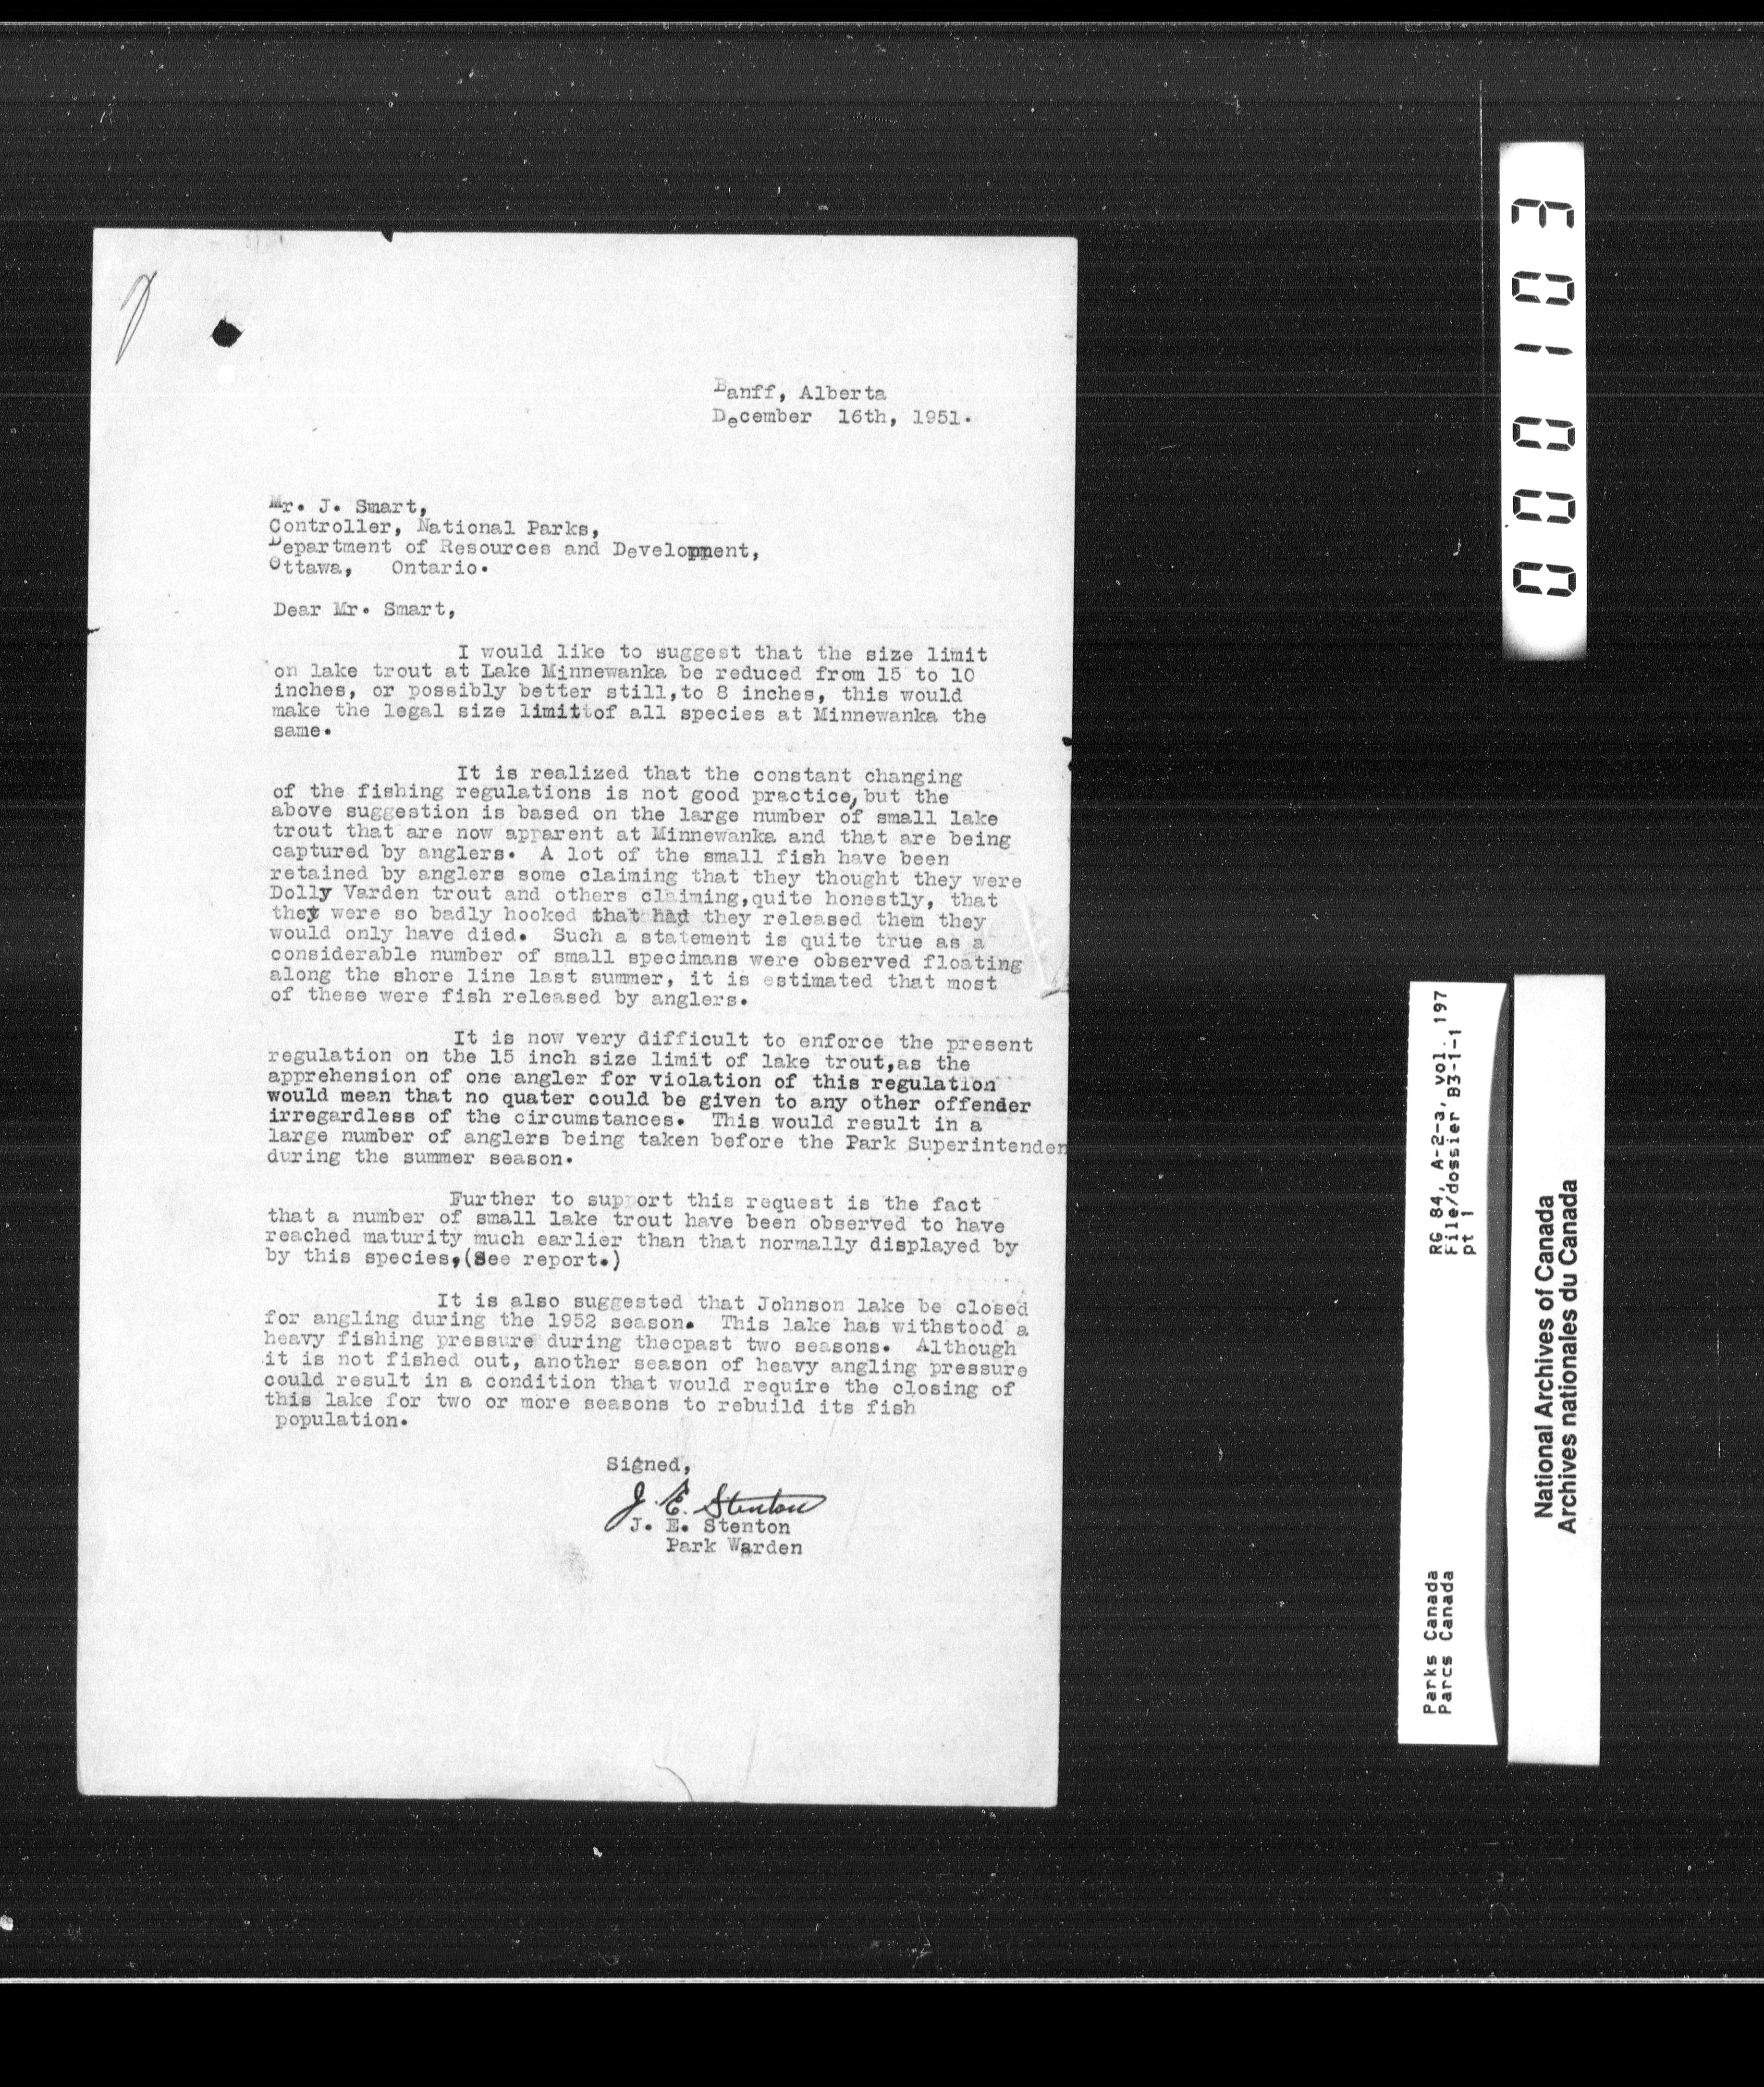 Banff, Alberta
December 16th, 1951.
Mr. J. Smart,
Controller, National Parks,
Department of Resources and Development,
Ottawa, Ontario.
Dear Mr. Smart,
I would like to suggest that the size limit
on lake trout at Lake Minnewanka be reduced from 15 to 10
inches, or possibly better still,to 8 inches, this would
make the legal size limittof all species at Minnewanka the
same.
It is realized that the constant changing
of the fishing regulations is not good practice, but the
above suggestion is based on the large number of small lake
trout that are now apparent at Minnewanka and that are being
captured by anglers. A lot of the small fish have been
retained by anglers some claiming that they thought they were
Dolly Varden trout and others claiming,quite honestly, that
they were so badly hooked that had they released them they
would only have died. Such a statement is quite true as a
considerable number of small specimans were observed floating
along the shore line last summer, it is estimated that most
of these were fish released by anglers.
It is now very difficult to enforce the present
regulation on the 15 inch size limit of lake trout,as the
apprehension of one angler for violation of this regulation
would mean that no quater could be given to any other offender
irregardless of the circumstances. This would result in a
large number of anglers being taken before the Park Superintenden
during the summer season.
Further to support this request is the fact
that a number of small lake trout have been observed to have
reached maturity much earlier than that normally displayed by
by this species,(See report.)
It is also suggested that Johnson lake be closed
for angling during the 1952 season. This lake has withstood a
heavy fishing pressure during thecpast two seasons. Although
it is not fished out, another season of heavy angling pressure
could result in a condition that would require the closing of
this lake for two or more seasons to rebuild its fish
population.
Signed,
J. E. Stenton
J. E. Stenton
Park Warden
000103
RG 84, A-2-a, vol. 197
File/dossier B3-1-1
pt 1
Parks Canada
Parcs Canada
National Archives of Canada
Archives nationales du Canada